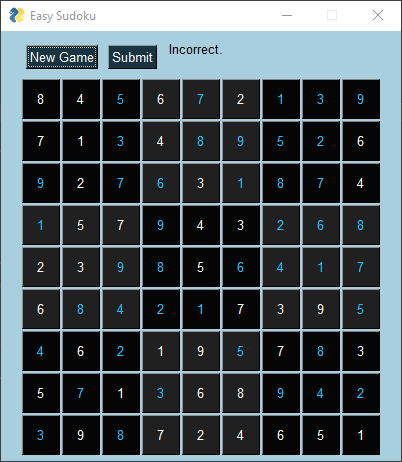 Easy Sudoku
New Game Submit Incorrect.
8 4 5 6 7 2 1 3 9
7 1 3 4 8 9 5 2 6
9 2 7 6 3 1 8 7 4
1 5 7 9 4 3 2 6 8
2 3 9 8 5 6 4 1 7
6 8 4 2 1 7 3 9 5
4 6 2 1 9 5 7 8 3
5 7 1 3 6 8 9 4 2
3 9 8 7 2 4 6 5 1